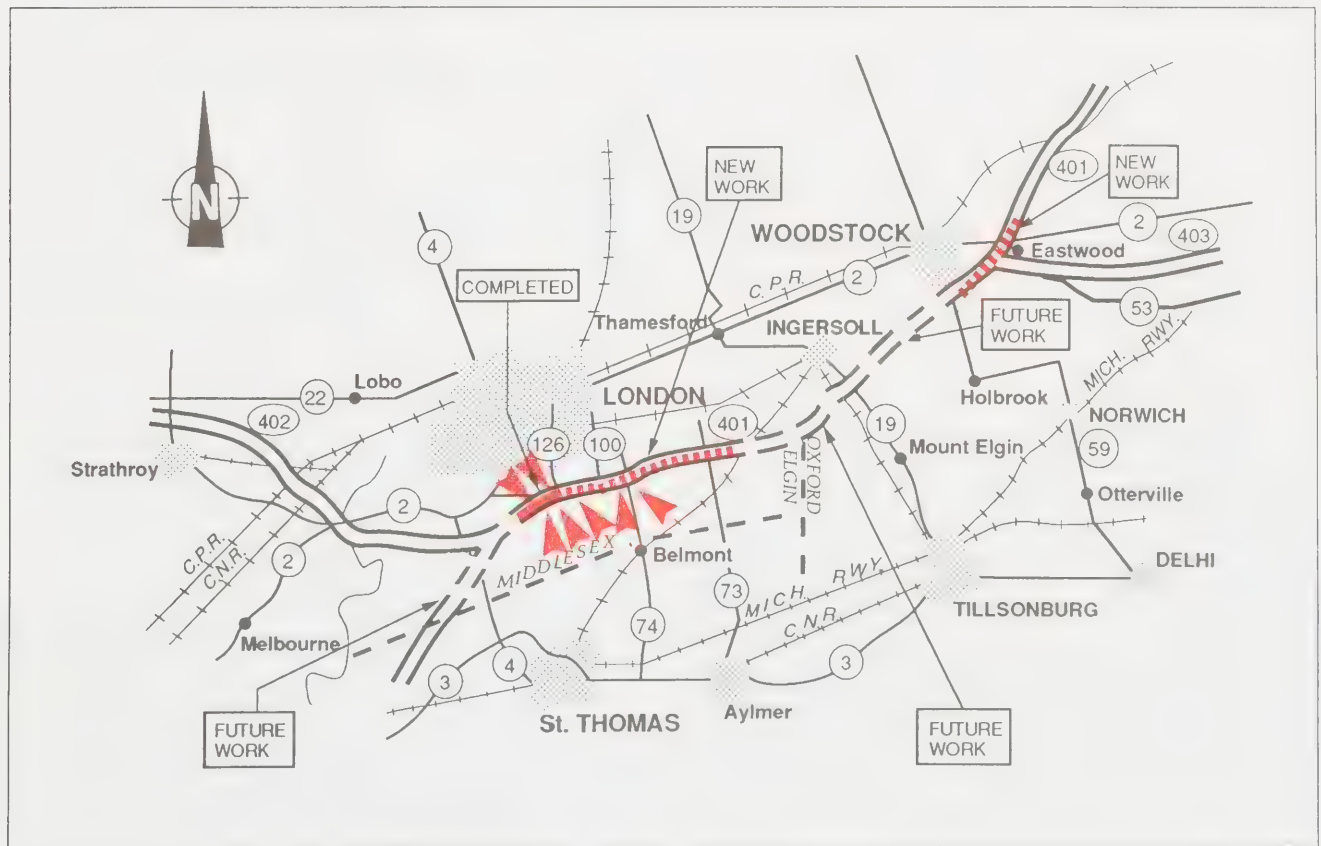 N
4
19
NEW
WORK
401
NEW
WORK
2
403
WOODSTOCK
Eastwood
COMPLETED
C.P.R.
2
53
Thamesford
INGERSOLL
FUTURE
WORK
MICH. RWY.
Lobo
22
LONDON
Holbrook
402
126
100
401
NORWICH
19
Strathroy
Mount Elgin
59
OXFORD
ELGIN
2
Otterville
C.P.R.
C.N.R.
MIDDLESEX
Belmont
2
DELHI
MICH. RWY.
73
C.N.R.
TILLSONBURG
Melbourne
74
3
4
3
St. THOMAS
Aylmer
FUTURE
WORK
FUTURE
WORK